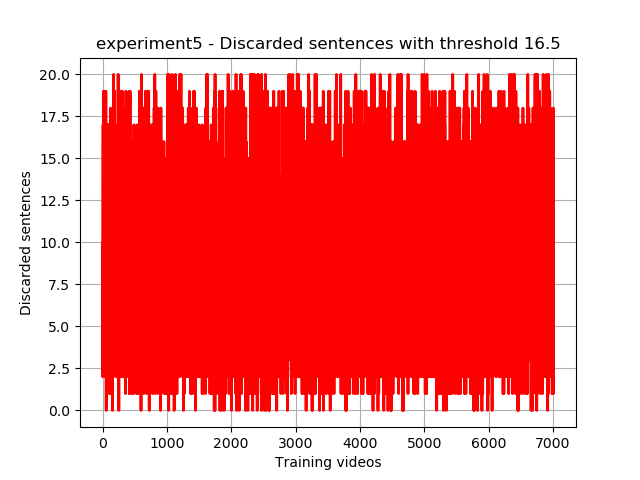 experiment5 - Discarded sentences with threshold 16.5
20.0
17.5
15.0
12.5
10.0
7.5
5.0
2.5
0.0
Discarded sentences
0 1000 2000 3000 4000 5000 6000 7000
Training videos